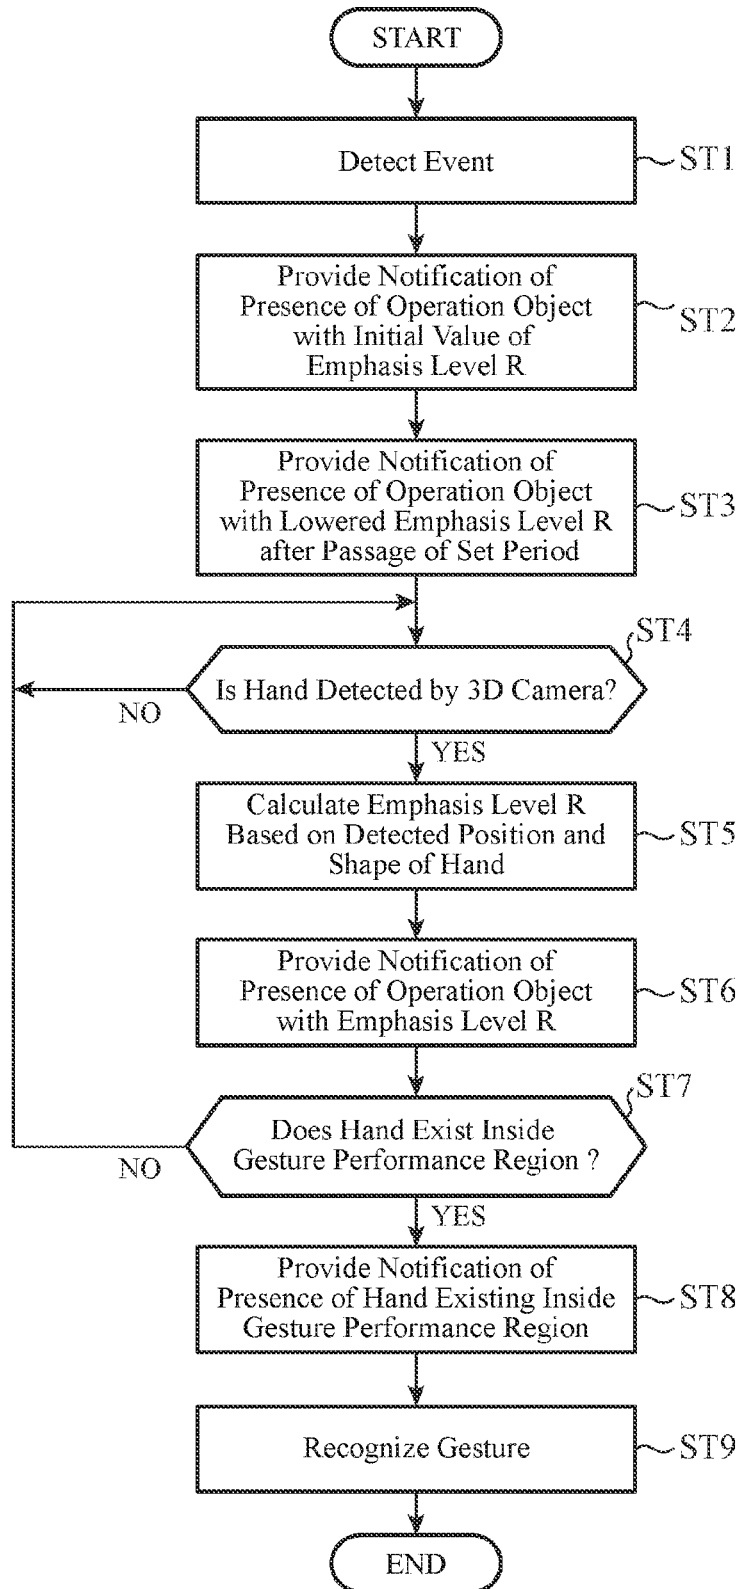 START
Detect Event
ST1
Provide Notification of
Presence of Operation Object
with Initial Value of
Emphasis Level R
ST2
Provide Notification of
Presence of Operation Object
with Lowered Emphasis Level R
after Passage of Set Period
ST3
ST4
Is Hand Detected by 3D Camera?
NO
YES
Calculate Emphasis Level R
Based on Detected Position and
Shape of Hand
ST5
Provide Notification of
Presence of Operation Object
with Emphasis Level R
ST6
ST7
Does Hand Exist Inside
Gesture Performance Region ?
NO
YES
Provide Notification of
Presence of Hand Existing Inside
Gesture Performance Region
ST8
Recognize Gesture
ST9
END